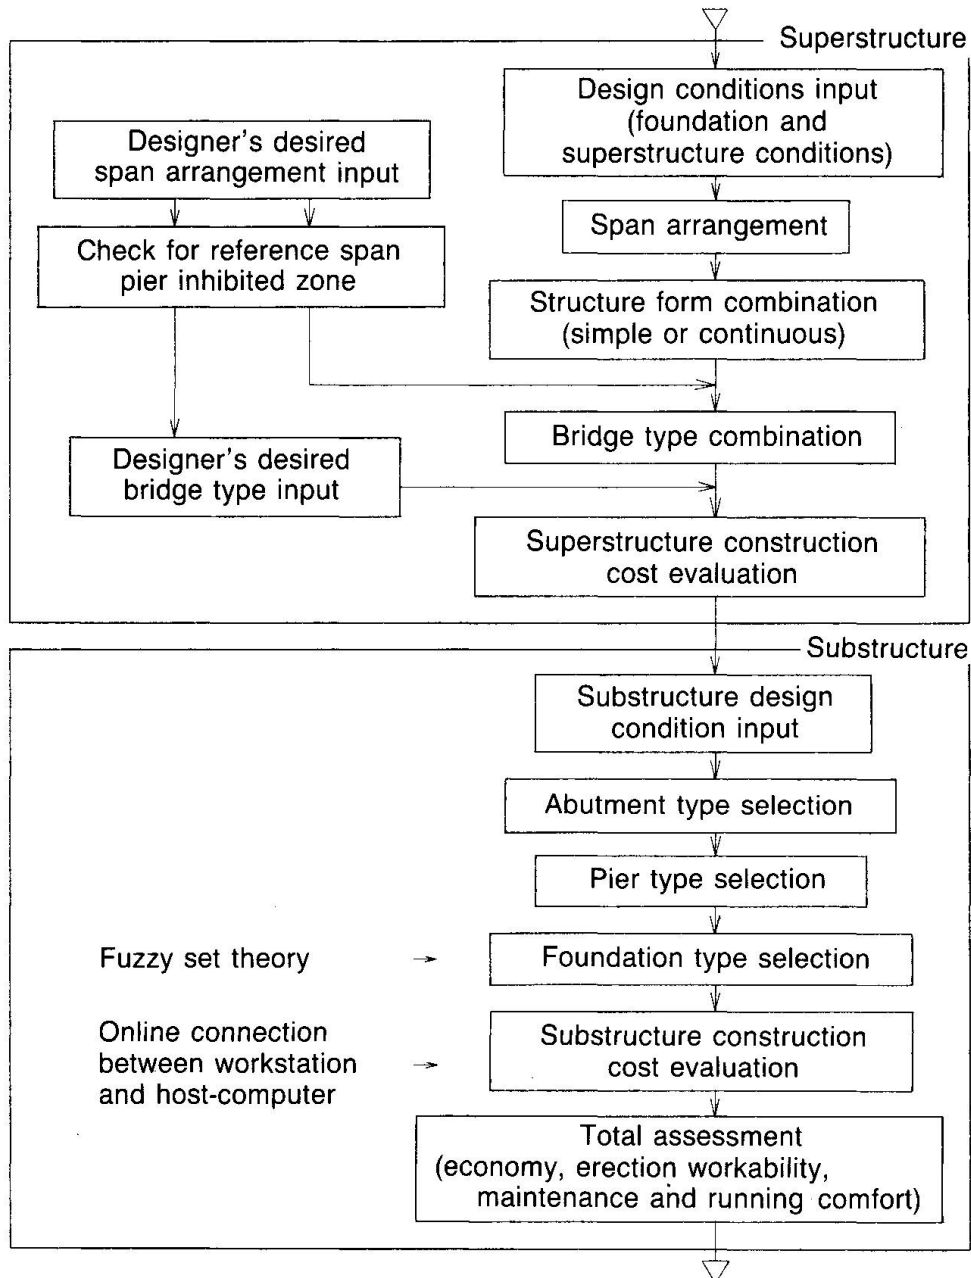 Superstructure
Design conditions input
(foundation and
superstructure conditions)
Designer's desired
span arrangement input
Span arrangement
Check for reference span
pier inhibited zone
Structure form combination
(simple or continuous)
Bridge type combination
Designer's desired
bridge type input
Superstructure construction
cost evaluation
Substructure
Substructure design
condition input
Abutment type selection
Pier type selection
Fuzzy set theory
Foundation type selection
Online connection
between workstation
and host-computer
Substructure construction
cost evaluation
Total assessment
(economy, erection workability,
maintenance and running comfort)